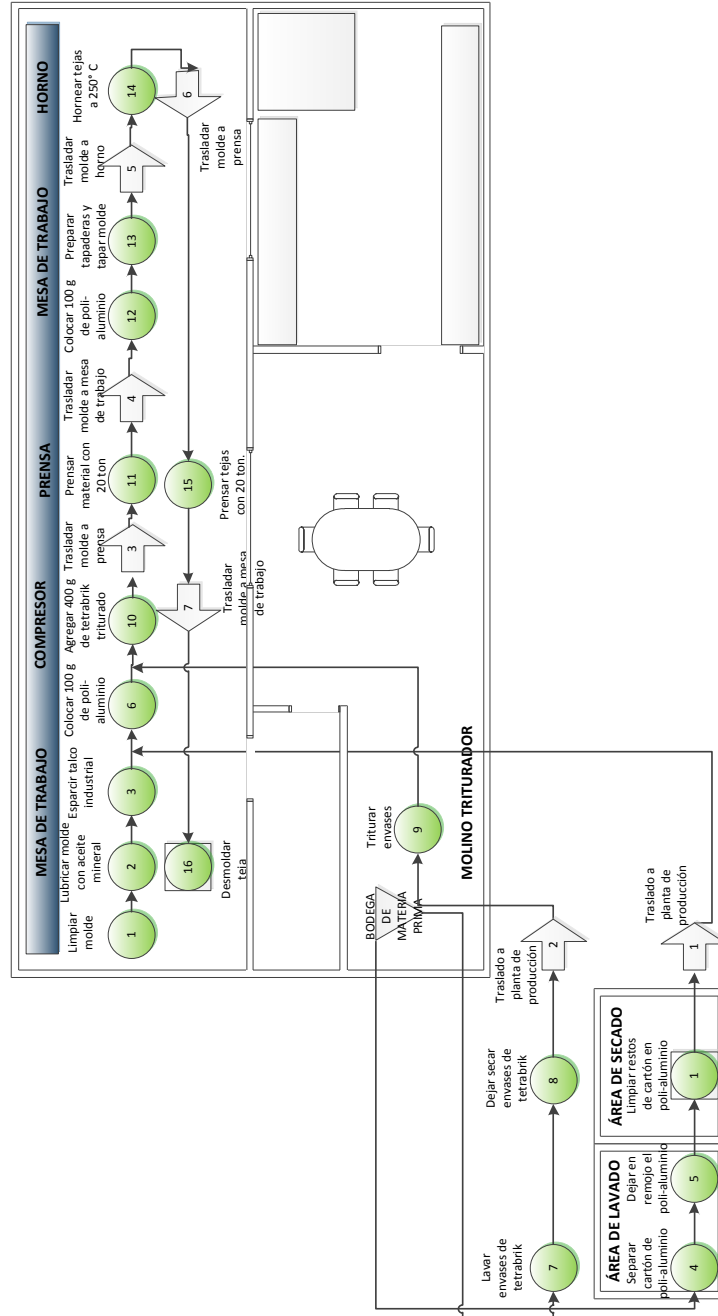 MESA DE TRABAJO
COMPRESOR
PRENSA
MESA DE TRABAJO
HORNO
Limpiar
molde
1
Lubricar molde
con aceite
mineral
2
Esparcir talco
industrial
3
Colocar 100 g
de poli-
aluminio
6
Agregar 400 g
de tetrabrik
triturado
10
Trasladar
molde a
prensa
3
Prensar
material con
20 ton
11
Trasladar
molde a mesa
de trabajo
4
Colocar 100 g
de poli-
aluminio
12
Preparar
tapaderas y
tapar molde
13
Trasladar
molde a
horno
5
Hornear tejas
a 250° C
14
6
Trasladar
molde a
prensa
15
Prensar tejas
con 20 ton.
7
Trasladar
molde a mesa
de trabajo
16
Desmoldar
teja
BODEGA
DE
MATERIA
PRIMA
Triturar
envases
9
MOLINO TRITURADOR
Lavar
envases de
tetrabrik
7
Dejar secar
envases de
tetrabrik
8
Traslado a
planta de
producción
2
ÁREA DE LAVADO
Separar
cartón de
poli-aluminio
4
Dejar en
remojo el
poli-aluminio
5
ÁREA DE SECADO
Limpiar restos
de cartón en
poli-aluminio
1
Traslado a
planta de
producción
1